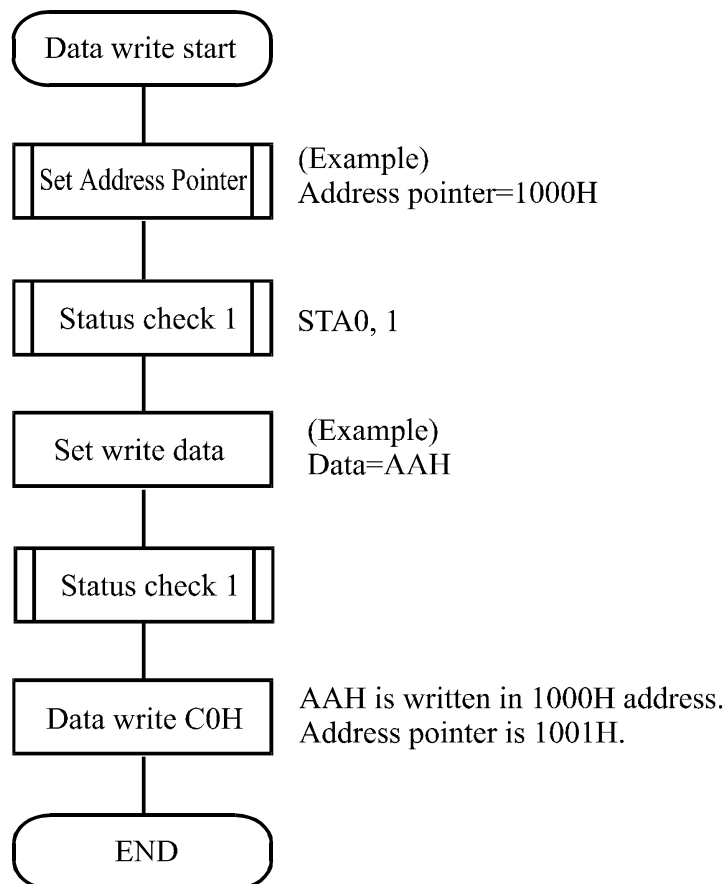 Data write start
Set Address Pointer
(Example)
Address pointer=1000H
Status check 1
STA0, 1
Set write data
(Example)
Data=AAH
Status check 1
Data write C0H
AAH is written in 1000H address.
Address pointer is 1001H.
END